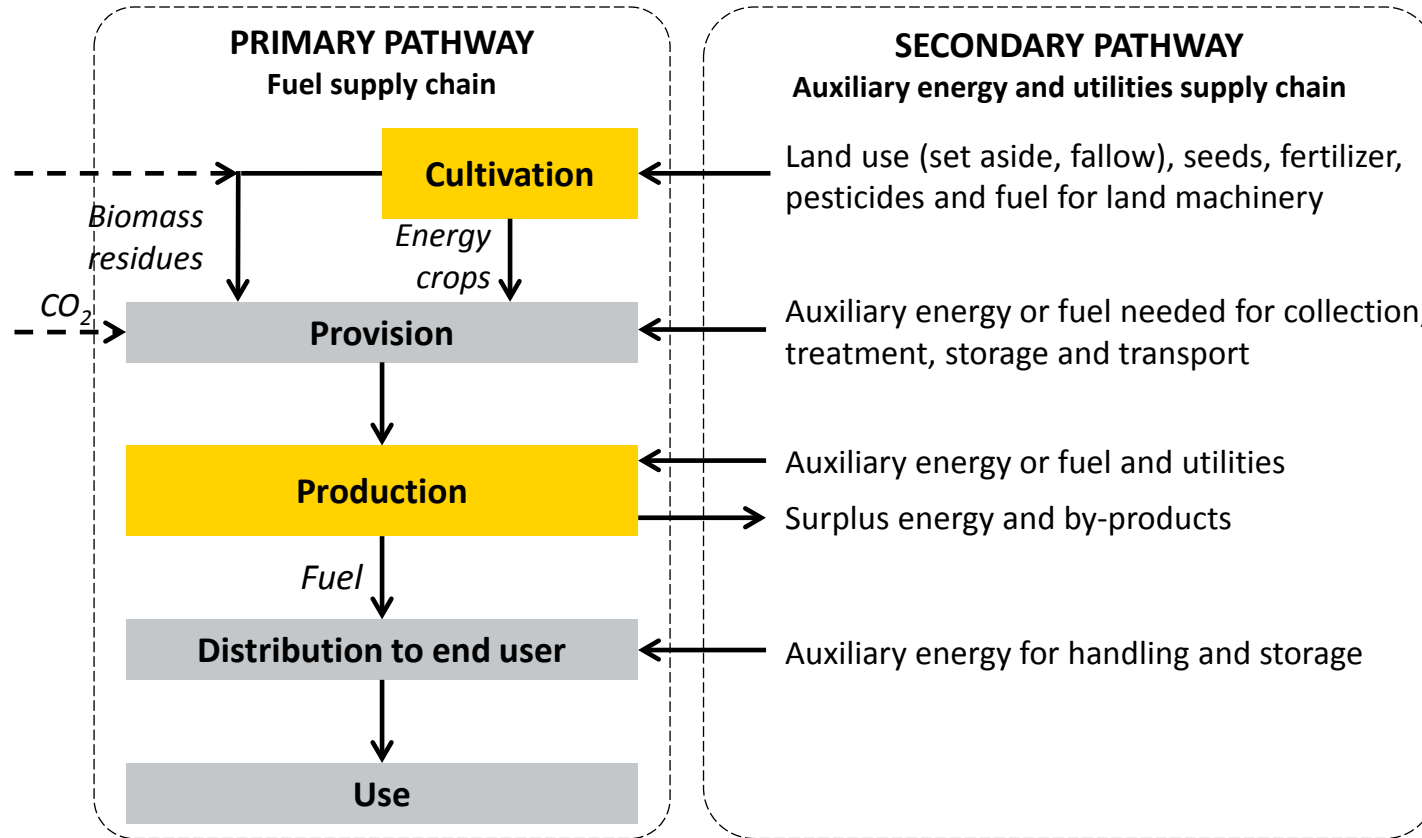 PRIMARY PATHWAY
Fuel supply chain
SECONDARY PATHWAY
Auxiliary energy and utilities supply chain
Cultivation
Land use (set aside, fallow), seeds, fertilizer,
pesticides and fuel for land machinery
Biomass
residues
Energy
crops
CO₂
Provision
Auxiliary energy or fuel needed for collection,
treatment, storage and transport
Production
Auxiliary energy or fuel and utilities
Surplus energy and by-products
Fuel
Distribution to end user
Auxiliary energy for handling and storage
Use